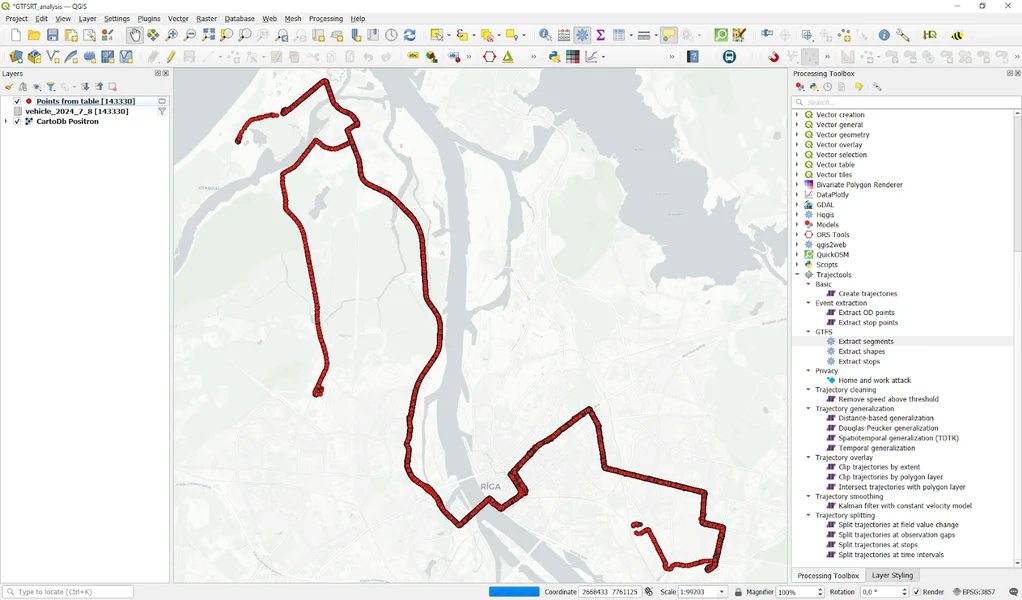 *GTFSRT_analysis — QGIS
Project Edit View Layer Settings Plugins Vector Raster Database Web Mesh Processing Help
Layers
Points from table [143330]
vehicle_2024_7_8 [143330]
CartoDb Positron
RĪGA
Processing Toolbox
Search...
Vector creation
Vector general
Vector geometry
Vector overlay
Vector selection
Vector table
Vector tiles
Bivariate Polygon Renderer
DataPlotly
GDAL
Hqgis
Models
ORS Tools
qgis2web
QuickOSM
Scripts
Trajectools
Basic
Create trajectories
Event extraction
Extract OD points
Extract stop points
GTFS
Extract segments
Extract shapes
Extract stops
Privacy
Home and work attack
Trajectory cleaning
Remove speed above threshold
Trajectory generalization
Distance-based generalization
Douglas-Peucker generalization
Spatiotemporal generalization (TDTR)
Temporal generalization
Trajectory overlay
Clip trajectories by extent
Clip trajectories by polygon layer
Intersect trajectories with polygon layer
Trajectory smoothing
Kalman filter with constant velocity model
Trajectory splitting
Split trajectories at field value change
Split trajectories at observation gaps
Split trajectories at stops
Split trajectories at time intervals
Processing Toolbox Layer Styling
Type to locate (Ctrl+K) Coordinate 2668433 7761125 Scale 1:99203 Magnifier 100% Rotation 0,0 ° Render EPSG:3857